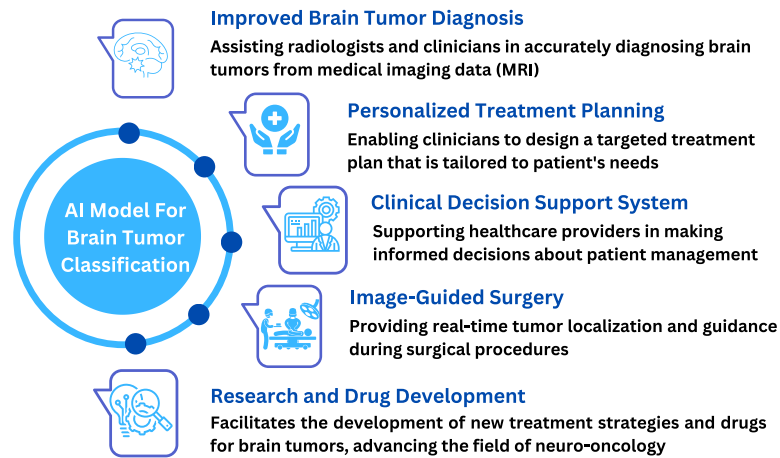 Improved Brain Tumor Diagnosis
Assisting radiologists and clinicians in accurately diagnosing brain
tumors from medical imaging data (MRI)
Personalized Treatment Planning
Enabling clinicians to design a targeted treatment
plan that is tailored to patient's needs
AI Model For
Brain Tumor
Classification
Clinical Decision Support System
Supporting healthcare providers in making
informed decisions about patient management
Image-Guided Surgery
Providing real-time tumor localization and guidance
during surgical procedures
Research and Drug Development
Facilitates the development of new treatment strategies and drugs
for brain tumors, advancing the field of neuro-oncology